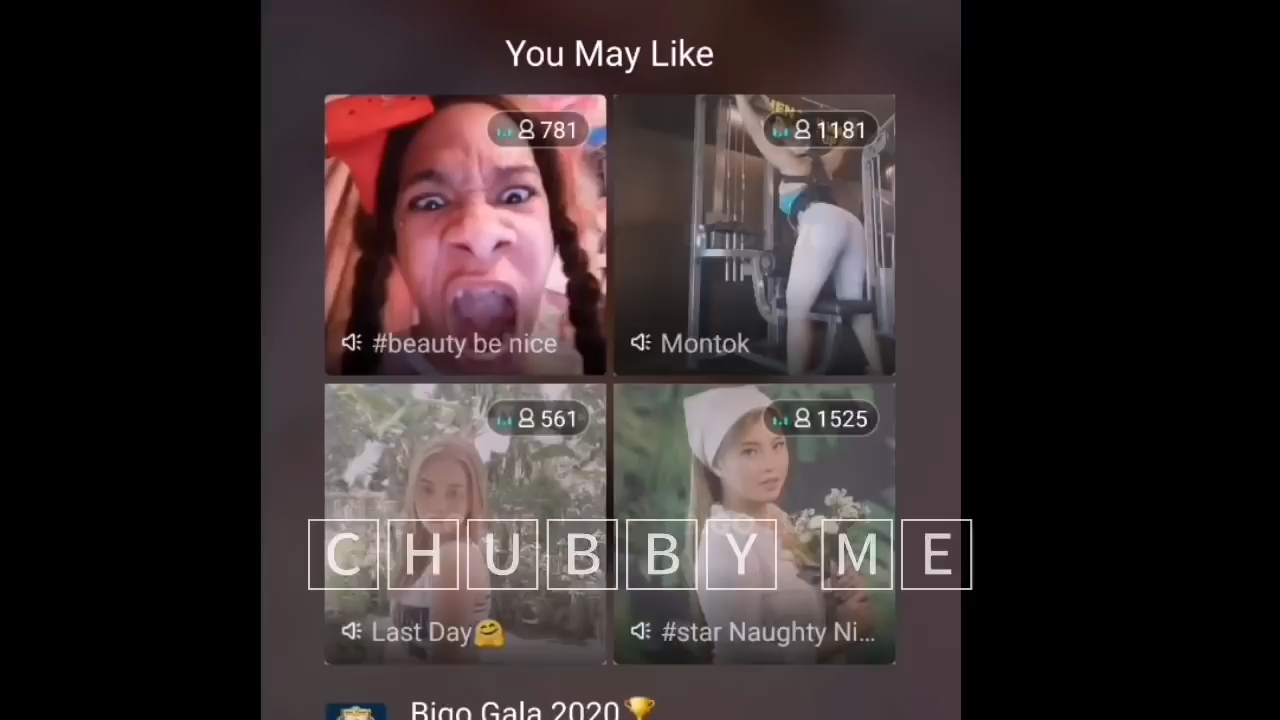 You May Like
781
1181
#beauty be nice
Montok
561
1525
CHUBBY ME
Last Day🤗
#star Naughty Ni...
Bigo Gala 2020🏆